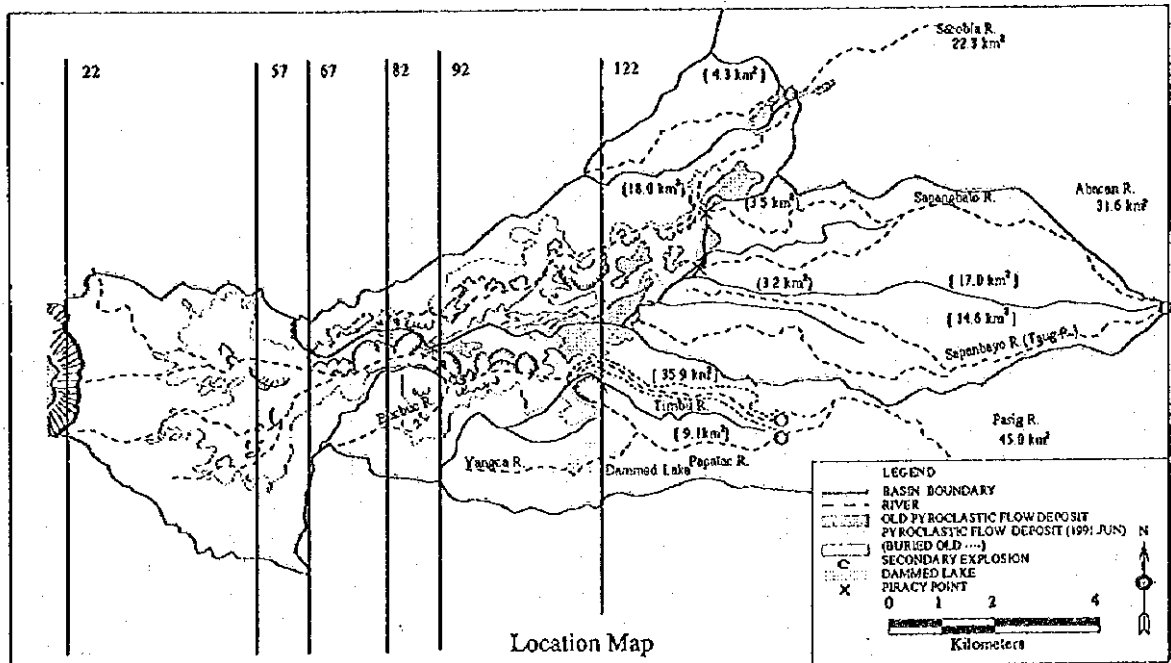 22
57
67
82
92
122
Sacobia R.
22.3 km²
[4.3 km²]
[18.0 km²]
[3.5 km²]
Sapangbato R.
Abacan R.
31.6 km²
[3.2 km²]
[17.0 km²]
[14.6 km²]
Sapanbayo R.
[35.9 km²]
Timbu R.
Pasig R.
45.0 km²
[9.1 km²]
Yangca R.
Dammed Lake
Papatac R.
LEGEND
BASIN BOUNDARY
RIVER
OLD PYROCLASTIC FLOW DEPOSIT
PYROCLASTIC FLOW DEPOSIT (1991 JUN)
(BURIED OLD ····)
SECONDARY EXPLOSION
DAMMED LAKE
PIRACY POINT
N
0 1 2 4
Kilometers
Location Map